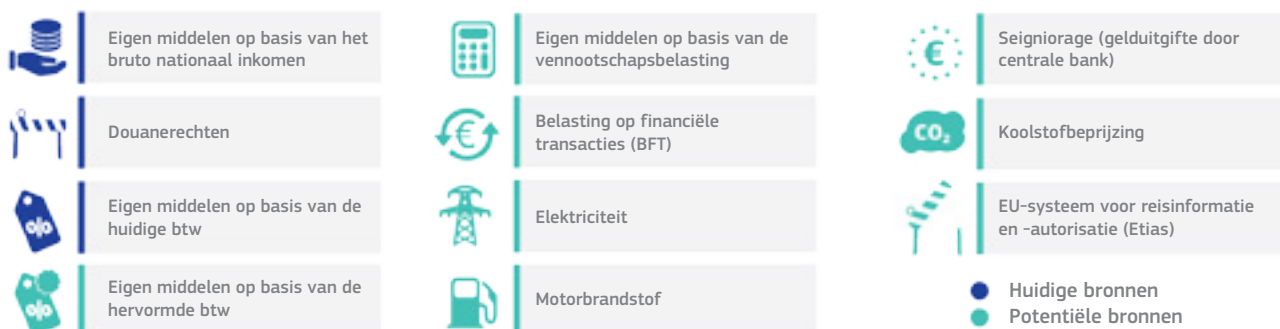 Eigen middelen op basis van het
bruto nationaal inkomen
Douanerechten
Eigen middelen op basis van de
huidige btw
Eigen middelen op basis van de
hervormde btw
Eigen middelen op basis van de
vennootschapsbelasting
Belasting op financiële
transacties (BFT)
Elektriciteit
Motorbrandstof
Seigniorage (gelduitgifte door
centrale bank)
CO₂
Koolstofbeprijzing
EU-systeem voor reisinformatie
en -autorisatie (Etias)
Huidige bronnen
Potentiële bronnen